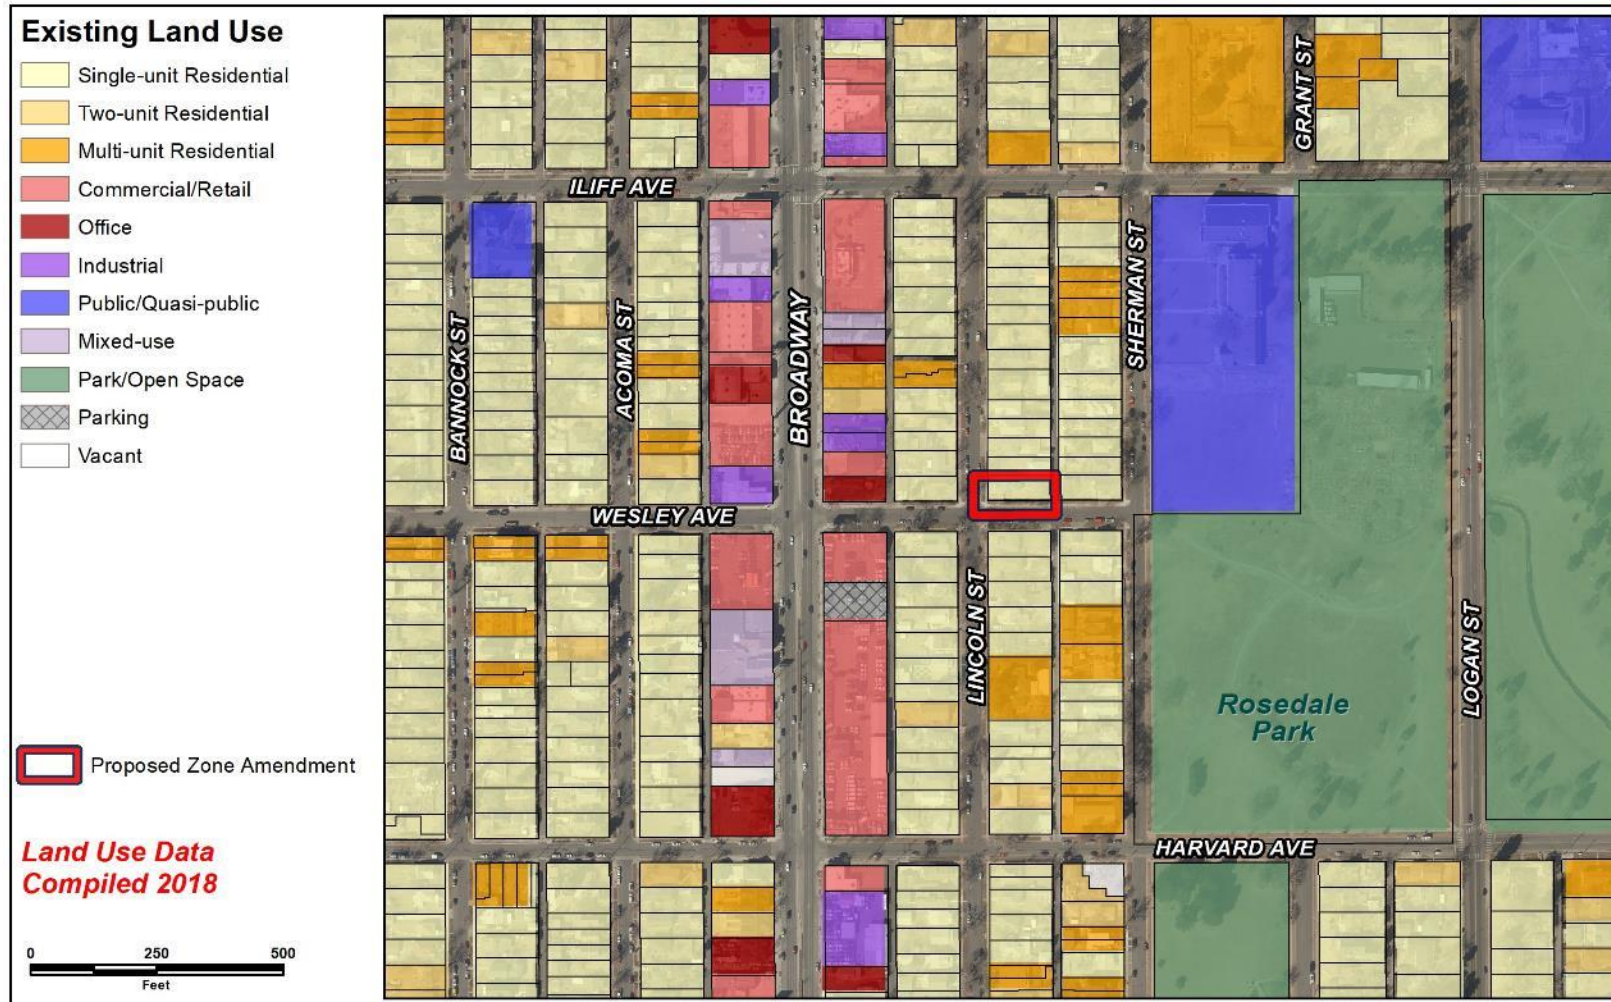 Existing Land Use
Single-unit Residential
Two-unit Residential
Multi-unit Residential
Commercial/Retail
Office
Industrial
Public/Quasi-public
Mixed-use
Park/Open Space
Parking
Vacant
Proposed Zone Amendment
Land Use Data
Compiled 2018
0 250 500
Feet
GRANT ST
ILIFF AVE
BANNOCK ST
ACOMA ST
BROADWAY
SHERMAN ST
WESLEY AVE
LINCOLN ST
LOGAN ST
Rosedale
Park
HARVARD AVE